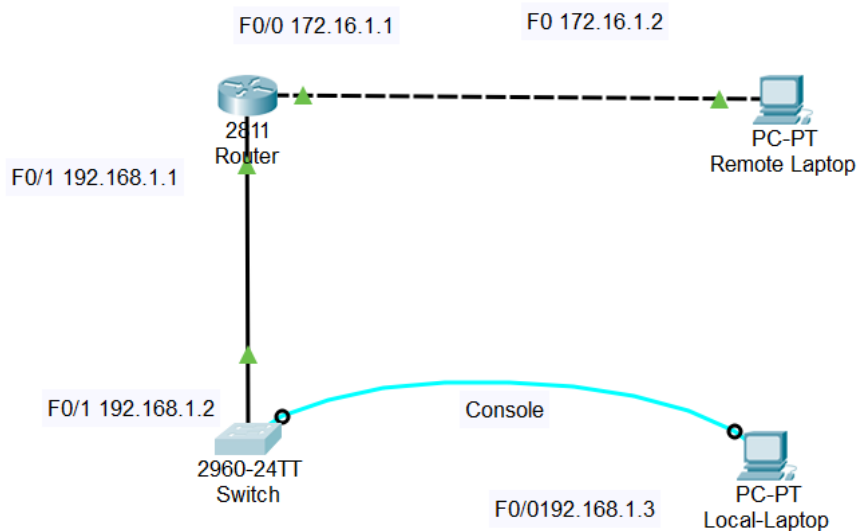 F0/0 172.16.1.1
F0 172.16.1.2
2811
Router
PC-PT
Remote Laptop
F0/1 192.168.1.1
F0/1 192.168.1.2
Console
2960-24TT
Switch
F0/0192.168.1.3
PC-PT
Local-Laptop